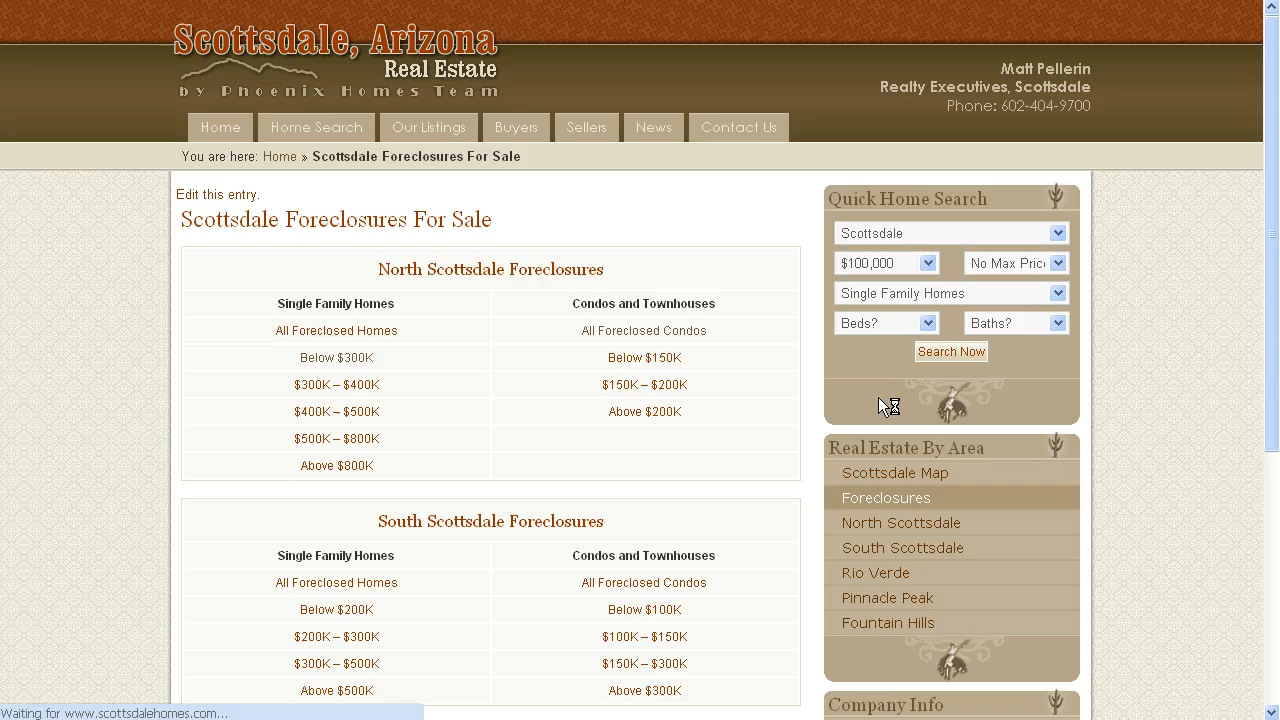 Scottsdale, Arizona
Real Estate
by Phoenix Homes Team
Matt Pellerin
Realty Executives, Scottsdale
Phone: 602-404-9700
Home Home Search Our Listings Buyers Sellers News Contact Us
You are here: Home » Scottsdale Foreclosures For Sale
Edit this entry.
Scottsdale Foreclosures For Sale
North Scottsdale Foreclosures
Single Family Homes Condos and Townhouses
All Foreclosed Homes All Foreclosed Condos
Below $300K Below $150K
$300K – $400K $150K – $200K
$400K – $500K Above $200K
$500K – $800K
Above $800K
South Scottsdale Foreclosures
Single Family Homes Condos and Townhouses
All Foreclosed Homes All Foreclosed Condos
Below $200K Below $100K
$200K – $300K $100K – $150K
$300K – $500K $150K – $300K
Above $500K Above $300K
Quick Home Search
Scottsdale
$100,000 No Max Pric
Single Family Homes
Beds? Baths?
Search Now
Real Estate By Area
Scottsdale Map
Foreclosures
North Scottsdale
South Scottsdale
Rio Verde
Pinnacle Peak
Fountain Hills
Company Info
Waiting for www.scottsdalehomes.com...